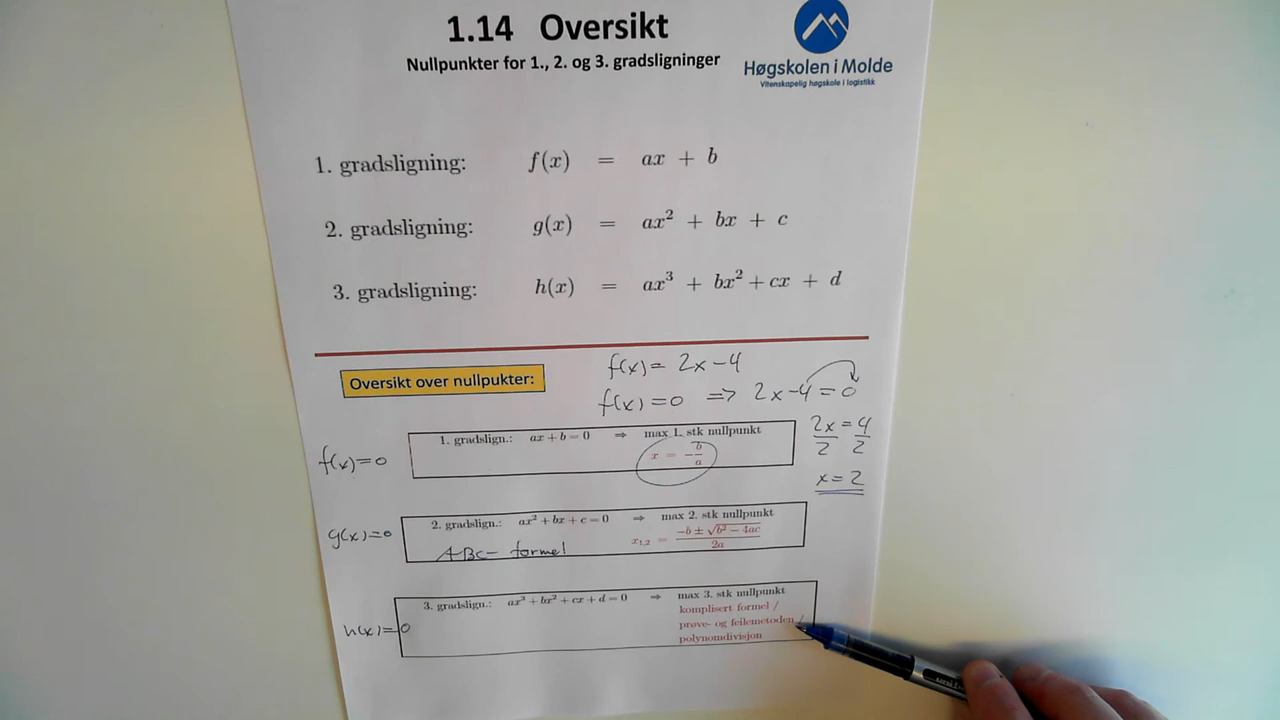 1.14 Oversikt
Nullpunkter for 1., 2. og 3. gradsligninger
Høgskolen i Molde
Vitenskapelig høgskole i logistikk
1. gradsligning: f(x) = ax + b
2. gradsligning: g(x) = ax² + bx + c
3. gradsligning: h(x) = ax³ + bx² + cx + d
Oversikt over nullpukter:
f(x) = 2x-4
f(x) = 0 => 2x-4 = 0
2x/2 = 4/2
x = 2
f(x) = 0
1. gradslign.: ax + b = 0 ⇒ max 1. stk nullpunkt
x = -b/a
g(x) = 0
2. gradslign.: ax² + bx + c = 0 ⇒ max 2. stk nullpunkt
ABC- formel
x₁,₂ = (-b ± √(b² - 4ac))/2a
h(x) = 0
3. gradslign.: ax³ + bx² + cx + d = 0 ⇒ max 3. stk nullpunkt
komplisert formel /
prøve- og feilemetoden /
polynomdivisjon
uni